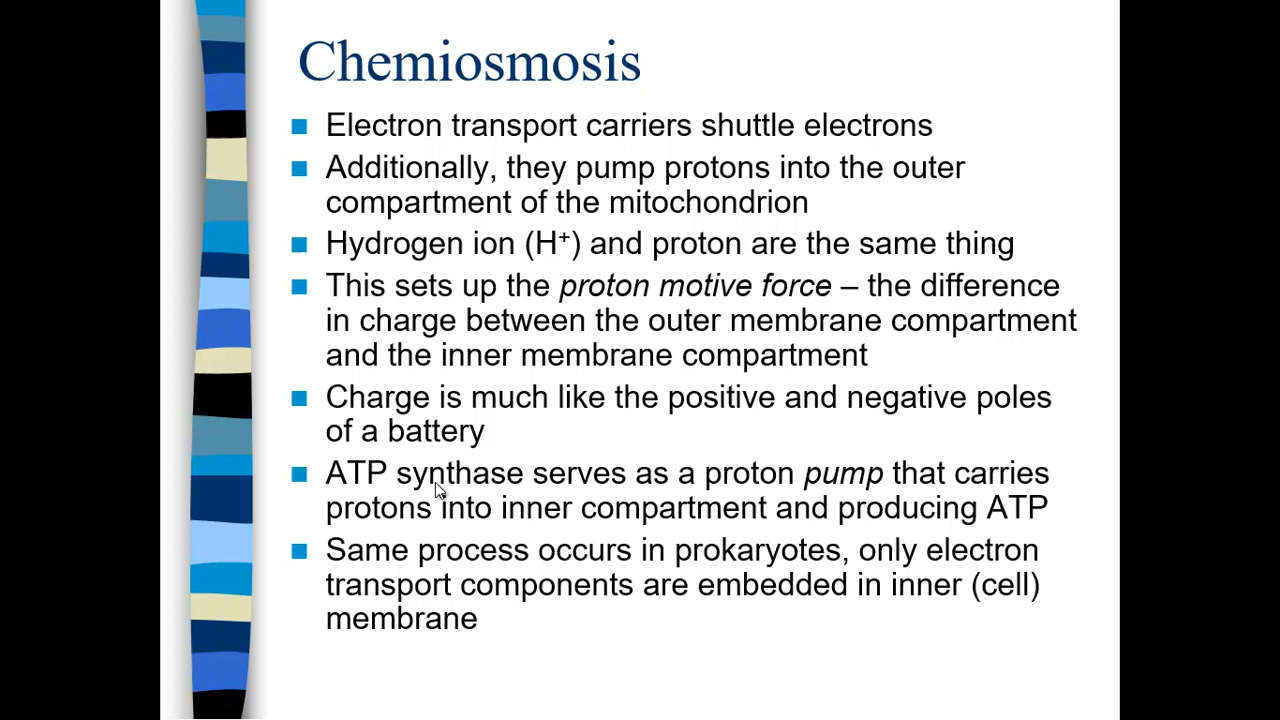 Chemiosmosis
Electron transport carriers shuttle electrons
Additionally, they pump protons into the outer
compartment of the mitochondrion
Hydrogen ion (H⁺) and proton are the same thing
This sets up the proton motive force – the difference
in charge between the outer membrane compartment
and the inner membrane compartment
Charge is much like the positive and negative poles
of a battery
ATP synthase serves as a proton pump that carries
protons into inner compartment and producing ATP
Same process occurs in prokaryotes, only electron
transport components are embedded in inner (cell)
membrane